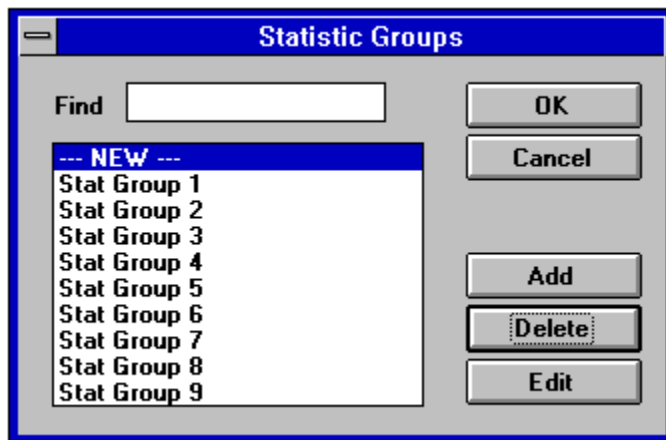 Statistic Groups
Find
OK
Cancel
--- NEW ---
Stat Group 1
Stat Group 2
Stat Group 3
Stat Group 4
Stat Group 5
Stat Group 6
Stat Group 7
Stat Group 8
Stat Group 9
Add
Delete
Edit